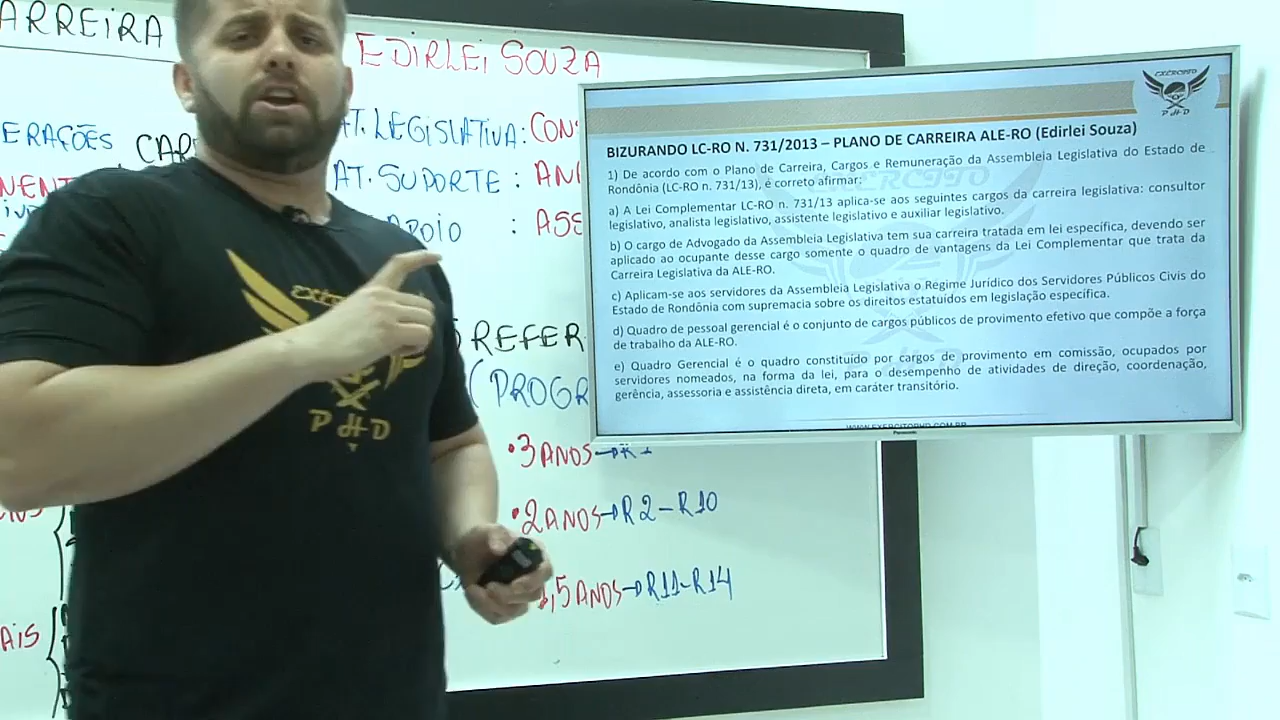 ARREIRA
EDIRLEI SOUZA
ERAÇÕES
CAR
AT. LEGISLATIVA: CONS
AT. SUPORTE : AN
APOIO : ASS
NENT
REFER
(PROGR
• 3 ANOS
• 2 ANOS → R2 - R10
,5 ANOS → R11 - R14
AIS
EXÉRCITO
PHD
EXÉRCITO
PHD
BIZURANDO LC-RO N. 731/2013 – PLANO DE CARREIRA ALE-RO (Edirlei Souza)
1) De acordo com o Plano de Carreira, Cargos e Remuneração da Assembleia Legislativa do Estado de
Rondônia (LC-RO n. 731/13), é correto afirmar:
a) A Lei Complementar LC-RO n. 731/13 aplica-se aos seguintes cargos da carreira legislativa: consultor
legislativo, analista legislativo, assistente legislativo e auxiliar legislativo.
b) O cargo de Advogado da Assembleia Legislativa tem sua carreira tratada em lei específica, devendo ser
aplicado ao ocupante desse cargo somente o quadro de vantagens da Lei Complementar que trata da
Carreira Legislativa da ALE-RO.
c) Aplicam-se aos servidores da Assembleia Legislativa o Regime Jurídico dos Servidores Públicos Civis do
Estado de Rondônia com supremacia sobre os direitos estatuídos em legislação específica.
d) Quadro de pessoal gerencial é o conjunto de cargos públicos de provimento efetivo que compõe a força
de trabalho da ALE-RO.
e) Quadro Gerencial é o quadro constituído por cargos de provimento em comissão, ocupados por
servidores nomeados, na forma da lei, para o desempenho de atividades de direção, coordenação,
gerência, assessoria e assistência direta, em caráter transitório.
WWW.EXERCITOPHD.COM.BR
Panasonic